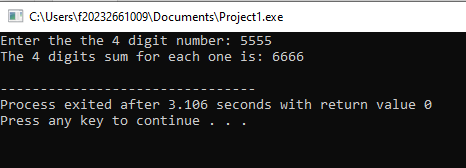 C:\Users\f20232661009\Documents\Project1.exe
Enter the the 4 digit number: 5555
The 4 digits sum for each one is: 6666
--------------------------------
Process exited after 3.106 seconds with return value 0
Press any key to continue . . .